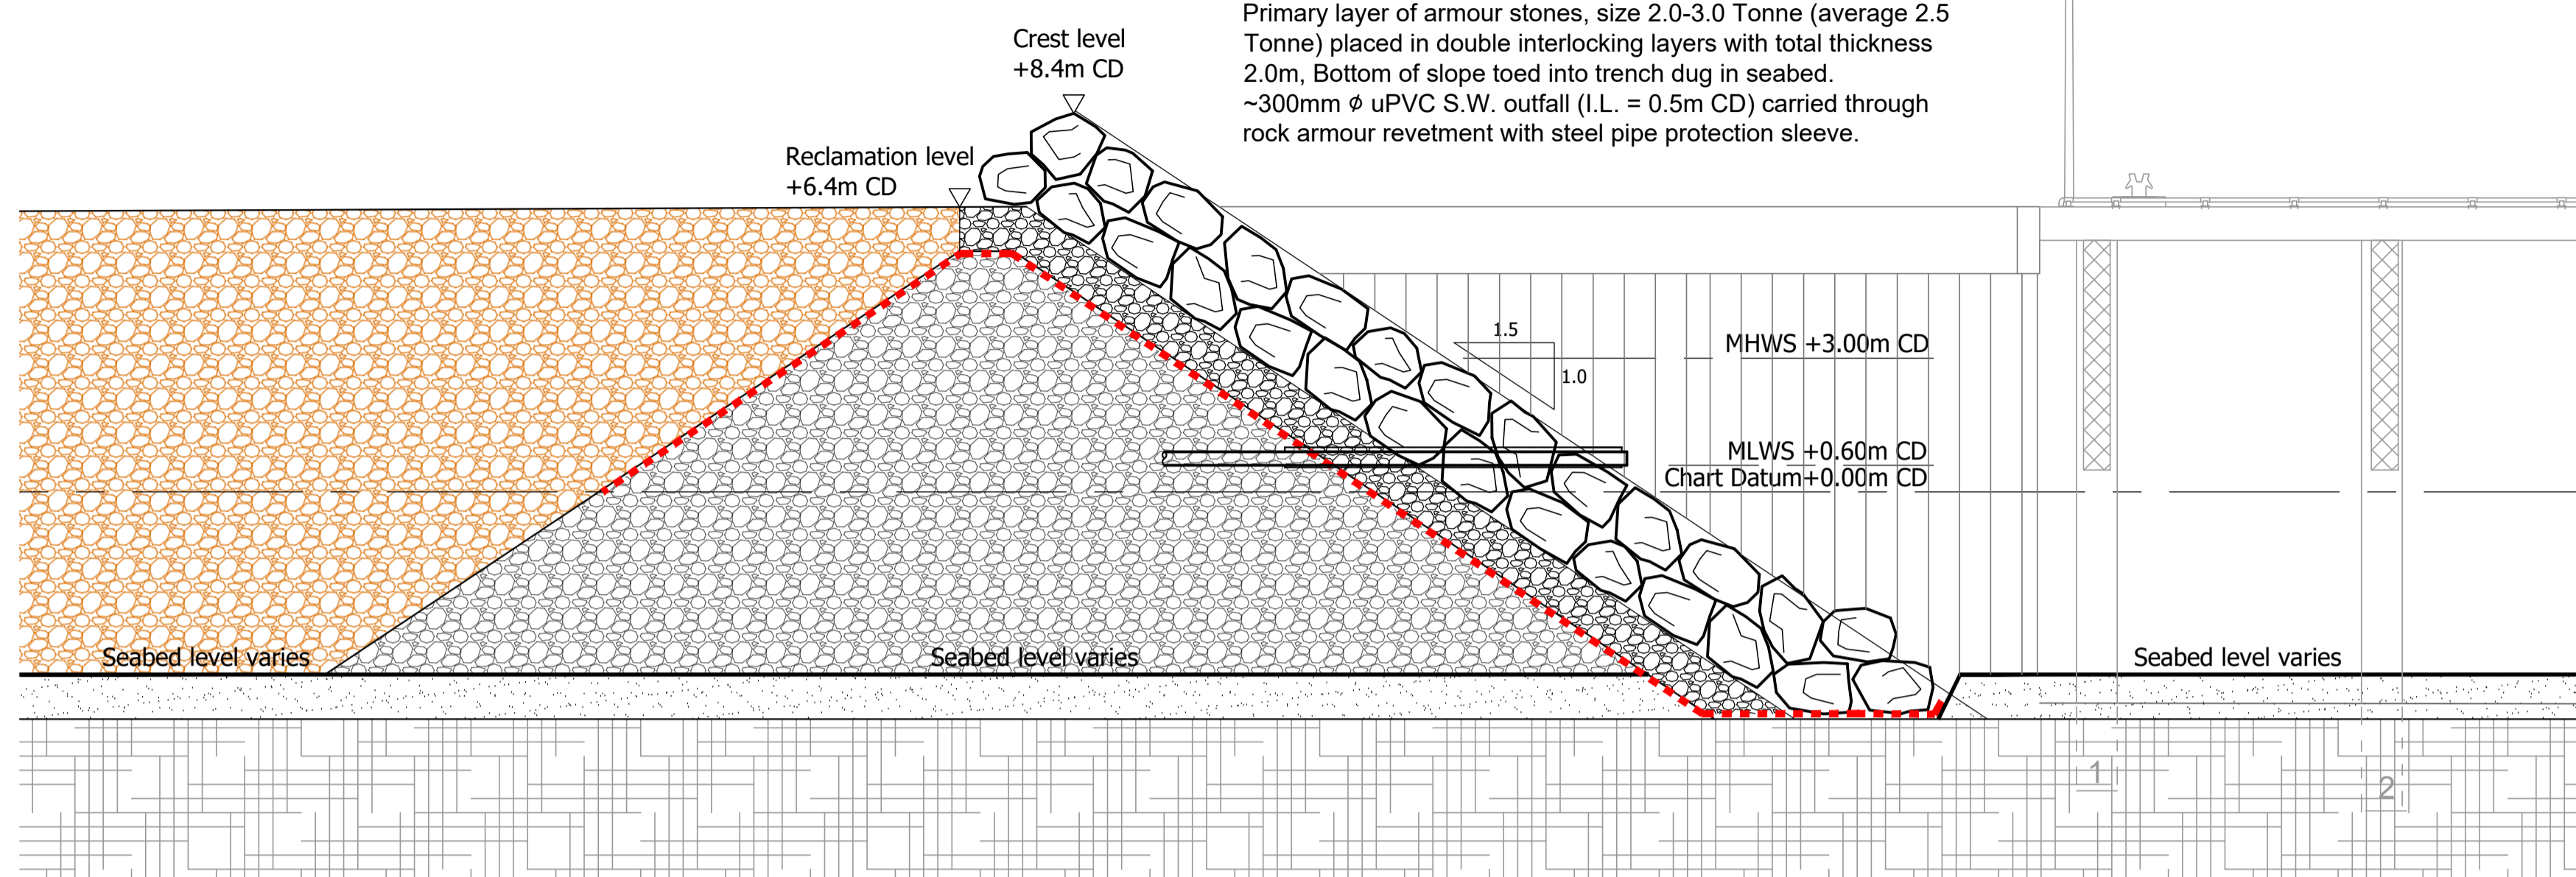 Primary layer of armour stones, size 2.0-3.0 Tonne (average 2.5
Tonne) placed in double interlocking layers with total thickness
2.0m, Bottom of slope toed into trench dug in seabed.
~300mm ⌀ uPVC S.W. outfall (I.L. = 0.5m CD) carried through
rock armour revetment with steel pipe protection sleeve.
Crest level
+8.4m CD
Reclamation level
+6.4m CD
1.5
1.0
MHWS +3.00m CD
MLWS +0.60m CD
Chart Datum+0.00m CD
Seabed level varies
Seabed level varies
Seabed level varies
1
2